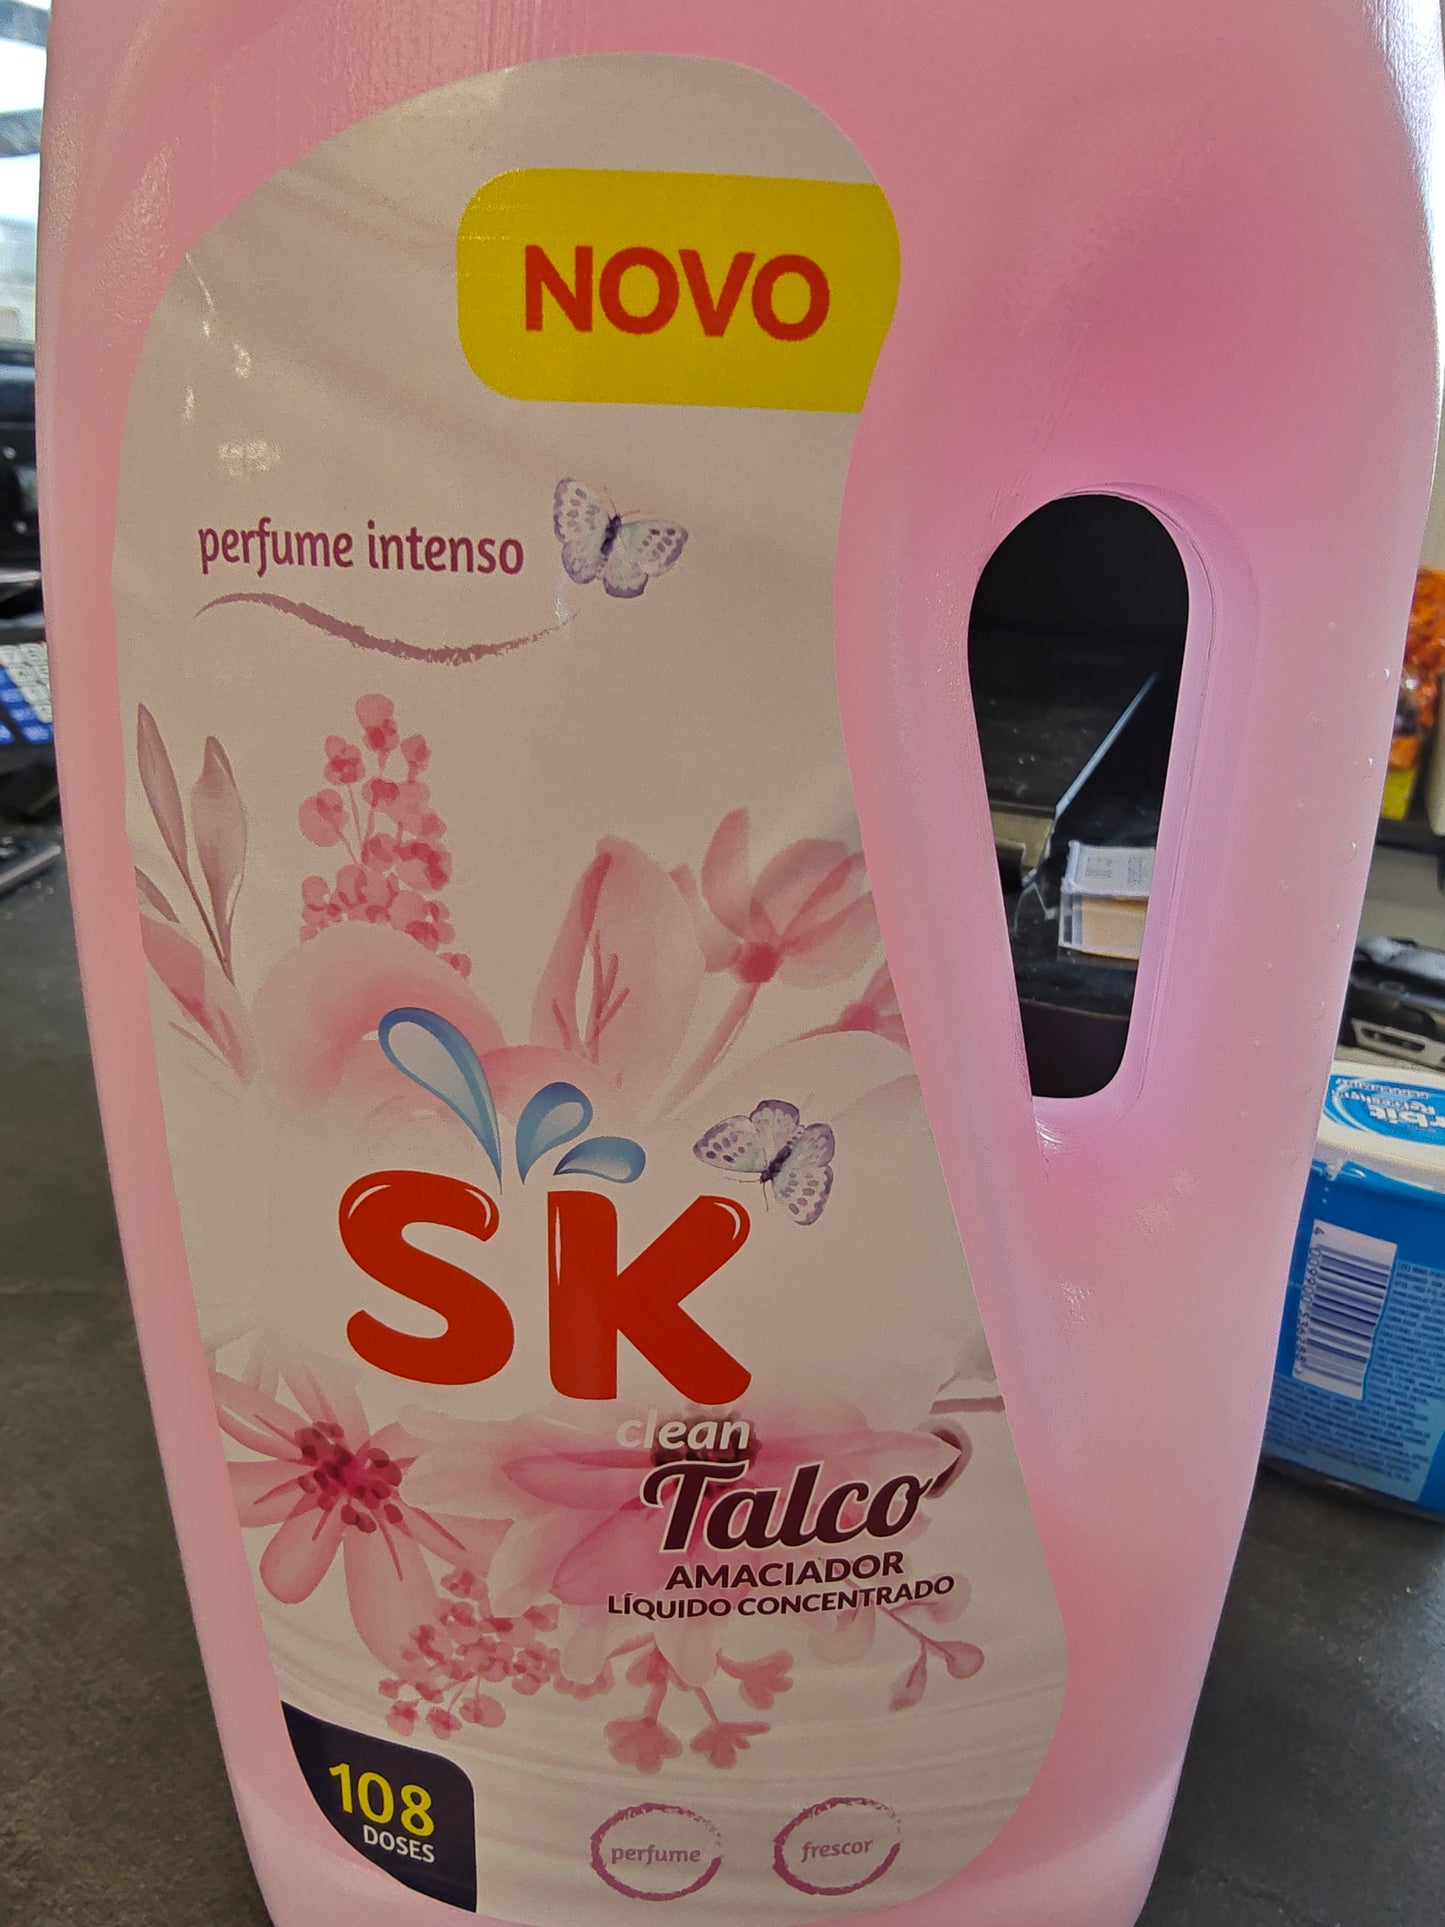 NOVO
perfume intenso
SK
clean
Talco
AMACIADOR
LÍQUIDO CONCENTRADO
108
DOSES
perfume
frescor